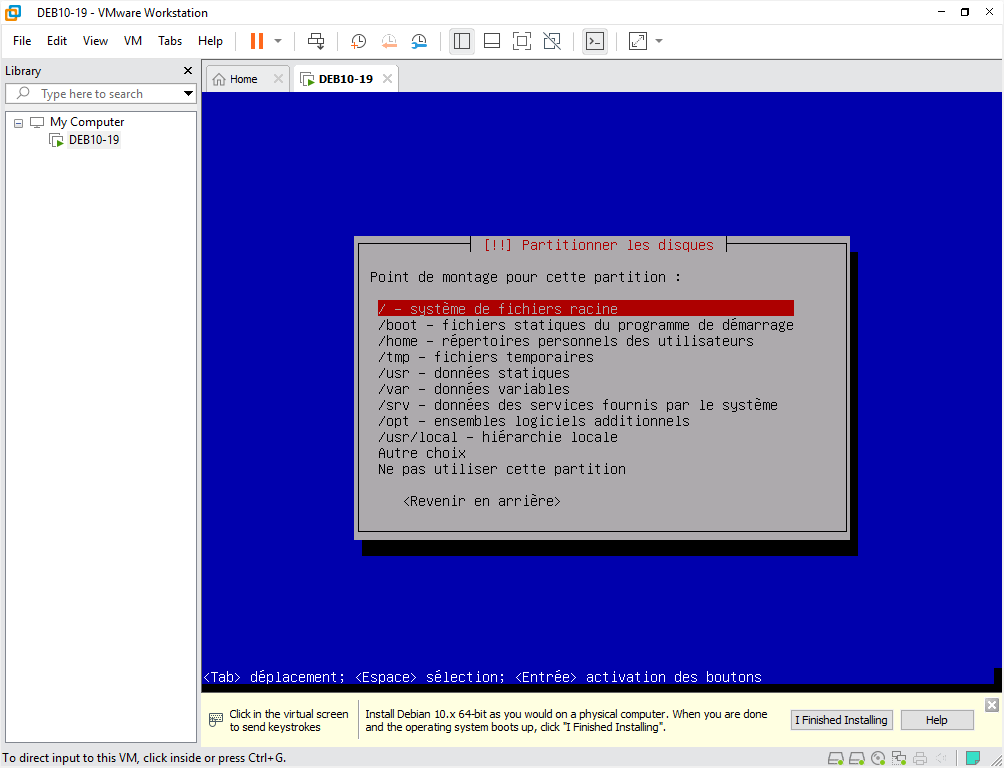 DEB10-19 - VMware Workstation
File Edit View VM Tabs Help
Library
Type here to search
My Computer
DEB10-19
Home
DEB10-19
[!!] Partitionner les disques
Point de montage pour cette partition :
/ - système de fichiers racine
/boot - fichiers statiques du programme de démarrage
/home - répertoires personnels des utilisateurs
/tmp - fichiers temporaires
/usr - données statiques
/var - données variables
/srv - données des services fournis par le système
/opt - ensembles logiciels additionnels
/usr/local - hiérarchie locale
Autre choix
Ne pas utiliser cette partition
<Revenir en arrière>
<Tab> déplacement; <Espace> sélection; <Entrée> activation des boutons
Click in the virtual screen
to send keystrokes
Install Debian 10.x 64-bit as you would on a physical computer. When you are done
and the operating system boots up, click "I Finished Installing".
I Finished Installing
Help
To direct input to this VM, click inside or press Ctrl+G.